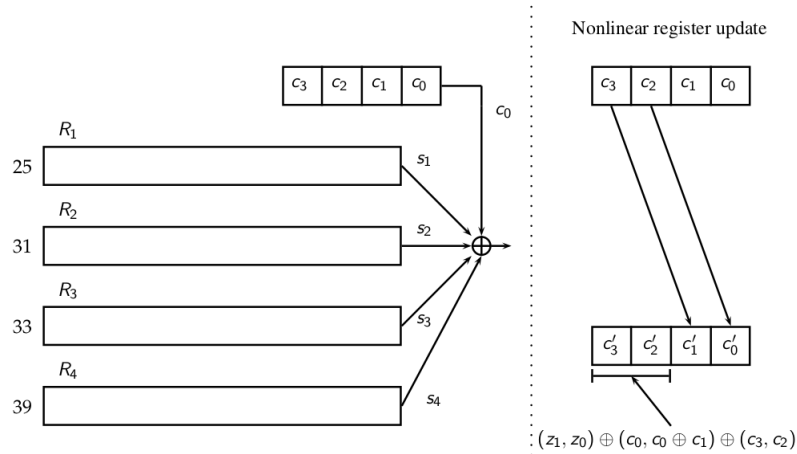 Nonlinear register update
c₃ c₂ c₁ c₀
c₀
R₁
25
s₁
R₂
31
s₂
R₃
33
s₃
R₄
39
s₄
⊕
c₃ c₂ c₁ c₀
c′₃ c′₂ c′₁ c′₀
(z₁, z₀) ⊕ (c₀, c₀ ⊕ c₁) ⊕ (c₃, c₂)